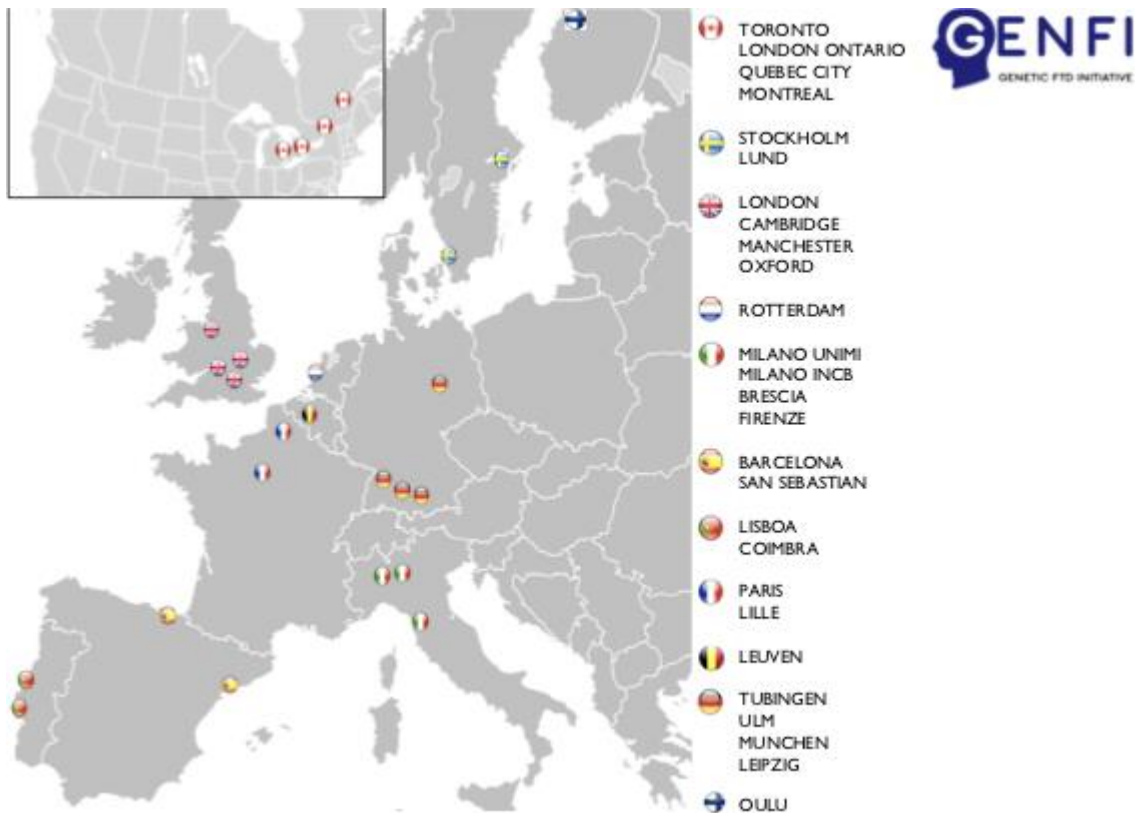 TORONTO
LONDON ONTARIO
QUEBEC CITY
MONTREAL
STOCKHOLM
LUND
LONDON
CAMBRIDGE
MANCHESTER
OXFORD
ROTTERDAM
MILANO UNIMI
MILANO INCB
BRESCIA
FIRENZE
BARCELONA
SAN SEBASTIAN
LISBOA
COIMBRA
PARIS
LILLE
LEUVEN
TUBINGEN
ULM
MUNCHEN
LEIPZIG
OULU
GENFI
GENETIC FTD INITIATIVE